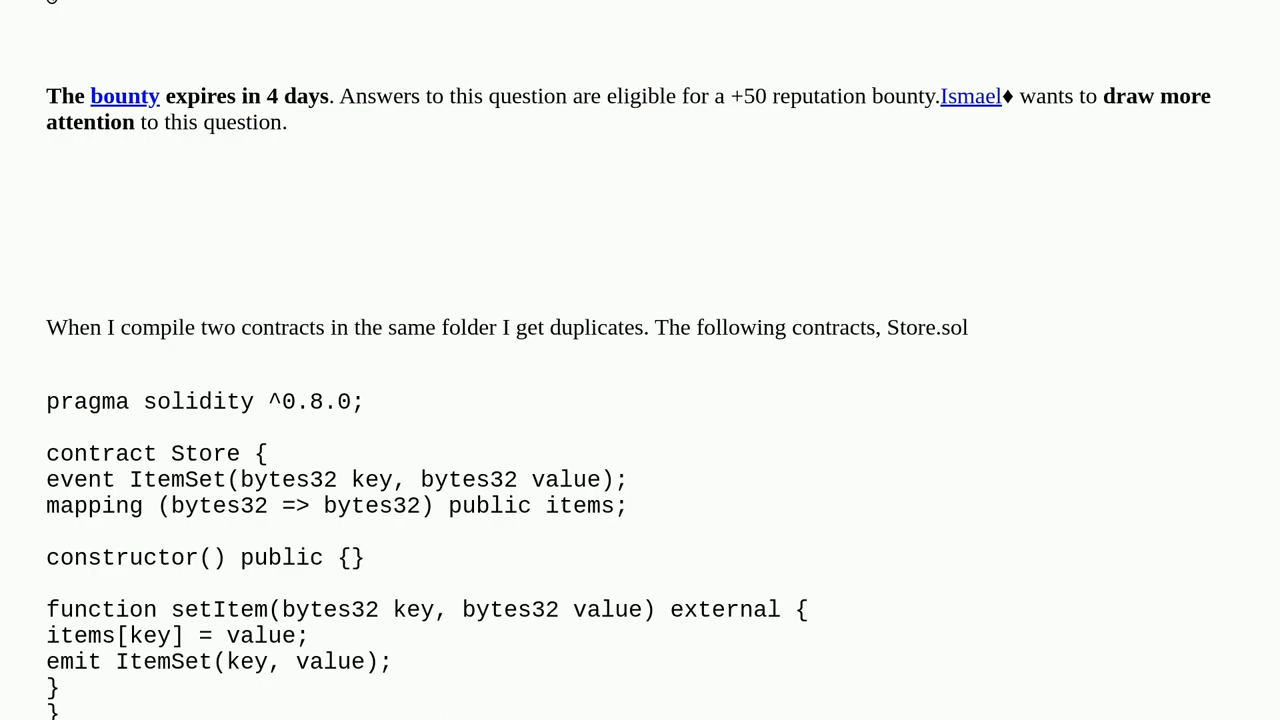 The bounty expires in 4 days. Answers to this question are eligible for a +50 reputation bounty.Ismael♦ wants to draw more
attention to this question.
When I compile two contracts in the same folder I get duplicates. The following contracts, Store.sol
pragma solidity ^0.8.0;
contract Store {
event ItemSet(bytes32 key, bytes32 value);
mapping (bytes32 => bytes32) public items;
constructor() public {}
function setItem(bytes32 key, bytes32 value) external {
items[key] = value;
emit ItemSet(key, value);
}
}